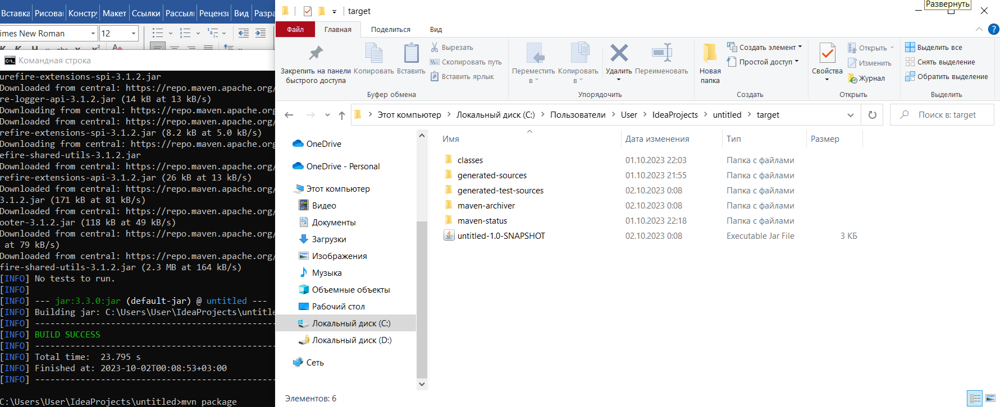 Вставка Рисова Констру Макет Ссылки Рассыл Реценз Вид Разра
imes New Roman 12
Командная строка
urefire-extensions-spi-3.1.2.jar
Downloaded from central: https://repo.maven.apache.org/
re-logger-api-3.1.2.jar (14 kB at 13 kB/s)
Downloading from central: https://repo.maven.apache.org
Downloaded from central: https://repo.maven.apache.org/
refire-extensions-spi-3.1.2.jar (8.2 kB at 5.0 kB/s)
Downloading from central: https://repo.maven.apache.org
efire-shared-utils-3.1.2.jar
Downloaded from central: https://repo.maven.apache.org/
refire-extensions-api-3.1.2.jar (26 kB at 13 kB/s)
Downloaded from central: https://repo.maven.apache.org/
3.1.2.jar (171 kB at 81 kB/s)
Downloaded from central: https://repo.maven.apache.org/
ooter-3.1.2.jar (118 kB at 49 kB/s)
Downloaded from central: https://repo.maven.apache.org/
at 79 kB/s)
Downloaded from central: https://repo.maven.apache.org/
fire-shared-utils-3.1.2.jar (2.3 MB at 164 kB/s)
[INFO] No tests to run.
[INFO]
[INFO] --- jar:3.3.0:jar (default-jar) @ untitled ---
[INFO] Building jar: C:\Users\User\IdeaProjects\untitle
[INFO] ------------------------------------------------
[INFO] BUILD SUCCESS
[INFO] ------------------------------------------------
[INFO] Total time:  23.795 s
[INFO] Finished at: 2023-10-02T00:08:53+03:00
[INFO] ------------------------------------------------
C:\Users\User\IdeaProjects\untitled>mvn package
target
Развернуть
Файл Главная Поделиться Вид
Закрепить на панели быстрого доступа
Копировать
Вставить
Вырезать
Скопировать путь
Вставить ярлык
Буфер обмена
Переместить в
Копировать в
Удалить
Переименовать
Упорядочить
Новая папка
Создать элемент
Простой доступ
Создать
Свойства
Открыть
Изменить
Журнал
Открыть
Выделить все
Снять выделение
Обратить выделение
Выделить
Этот компьютер > Локальный диск (C:) > Пользователи > User > IdeaProjects > untitled > target
Поиск в: target
OneDrive
OneDrive - Personal
Этот компьютер
Видео
Документы
Загрузки
Изображения
Музыка
Объемные объекты
Рабочий стол
Локальный диск (C:)
Локальный диск (D:)
Сеть
Имя Дата изменения Тип Размер
classes 01.10.2023 22:03 Папка с файлами
generated-sources 01.10.2023 21:55 Папка с файлами
generated-test-sources 02.10.2023 0:08 Папка с файлами
maven-archiver 02.10.2023 0:08 Папка с файлами
maven-status 01.10.2023 22:18 Папка с файлами
untitled-1.0-SNAPSHOT 02.10.2023 0:08 Executable Jar File 3 КБ
Элементов: 6